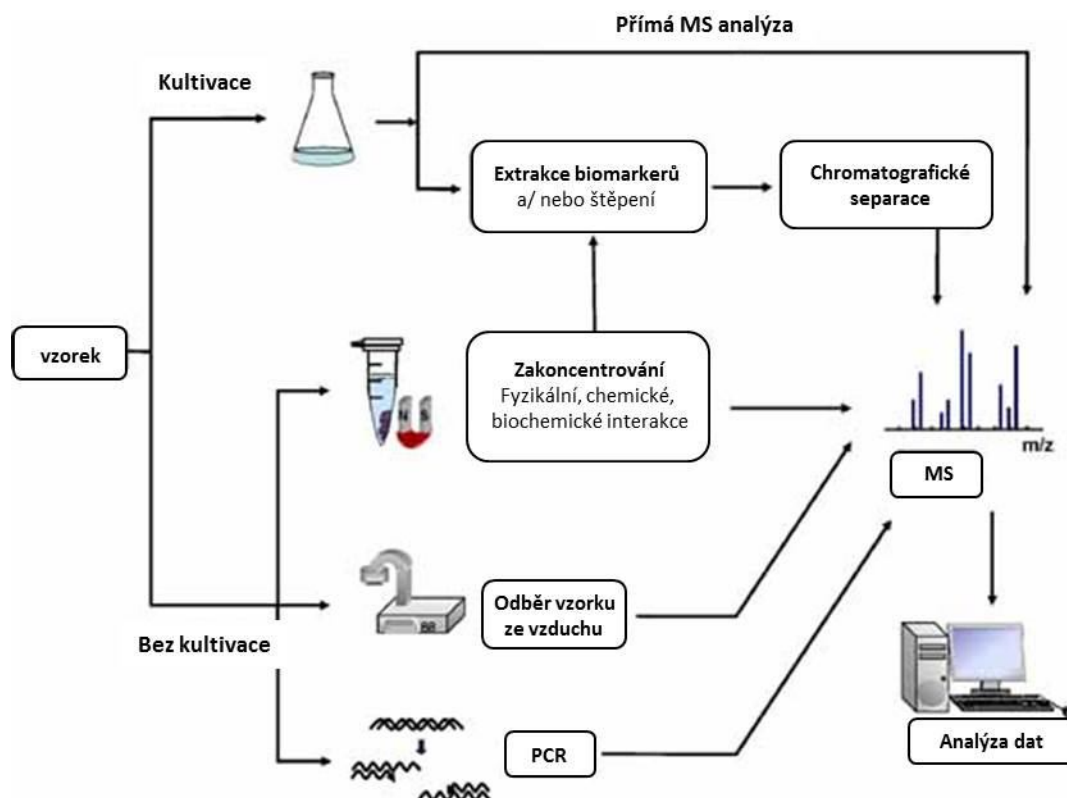 Přímá MS analýza
Kultivace
Extrakce biomarkerů
a/ nebo štěpení
Chromatografické
separace
vzorek
Zakoncentrování
Fyzikální, chemické,
biochemické interakce
N S
m/z
MS
Odběr vzorku
ze vzduchu
Bez kultivace
PCR
Analýza dat